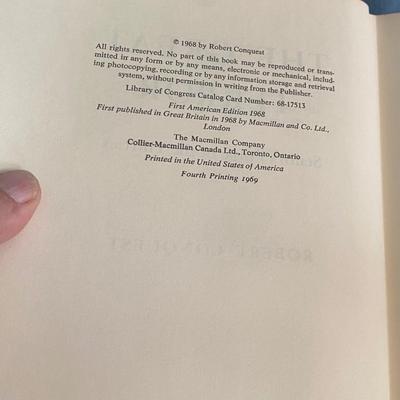 © 1968 by Robert Conquest
All rights reserved. No part of this book may be reproduced or trans-
mitted in any form or by any means, electronic or mechanical, includ-
ing photocopying, recording or by any information storage and retrieval
system, without permission in writing from the Publisher.
Library of Congress Catalog Card Number: 68-17513
First American Edition 1968
First published in Great Britain in 1968 by Macmillan and Co. Ltd.,
London
The Macmillan Company
Collier-Macmillan Canada Ltd., Toronto, Ontario
Printed in the United States of America
Fourth Printing 1969